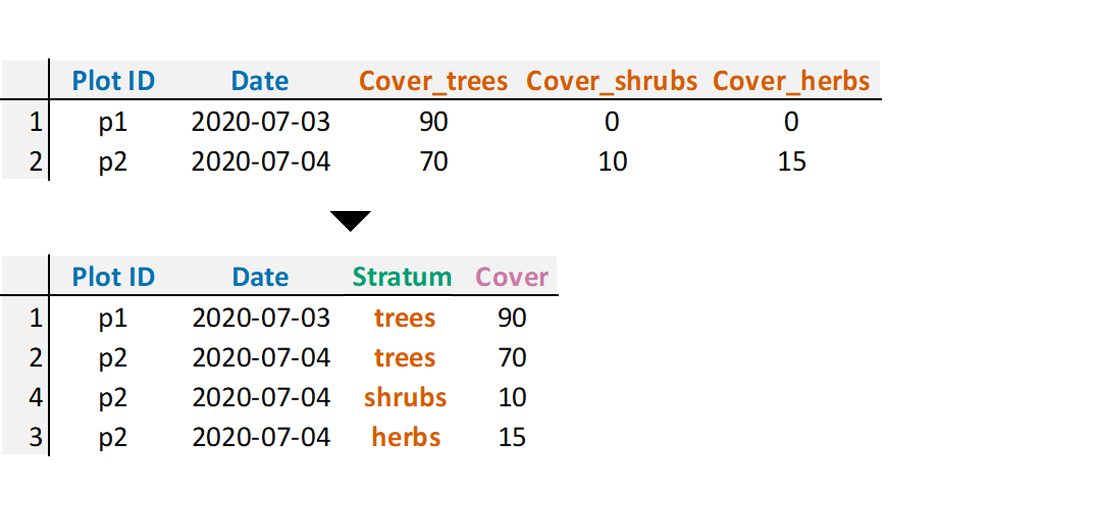 Plot ID Date Cover_trees Cover_shrubs Cover_herbs
1 p1 2020-07-03 90 0 0
2 p2 2020-07-04 70 10 15
Plot ID Date Stratum Cover
1 p1 2020-07-03 trees 90
2 p2 2020-07-04 trees 70
4 p2 2020-07-04 shrubs 10
3 p2 2020-07-04 herbs 15